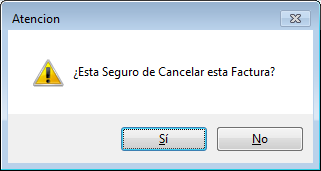 Atencion
¿Esta Seguro de Cancelar esta Factura?
Sí
No